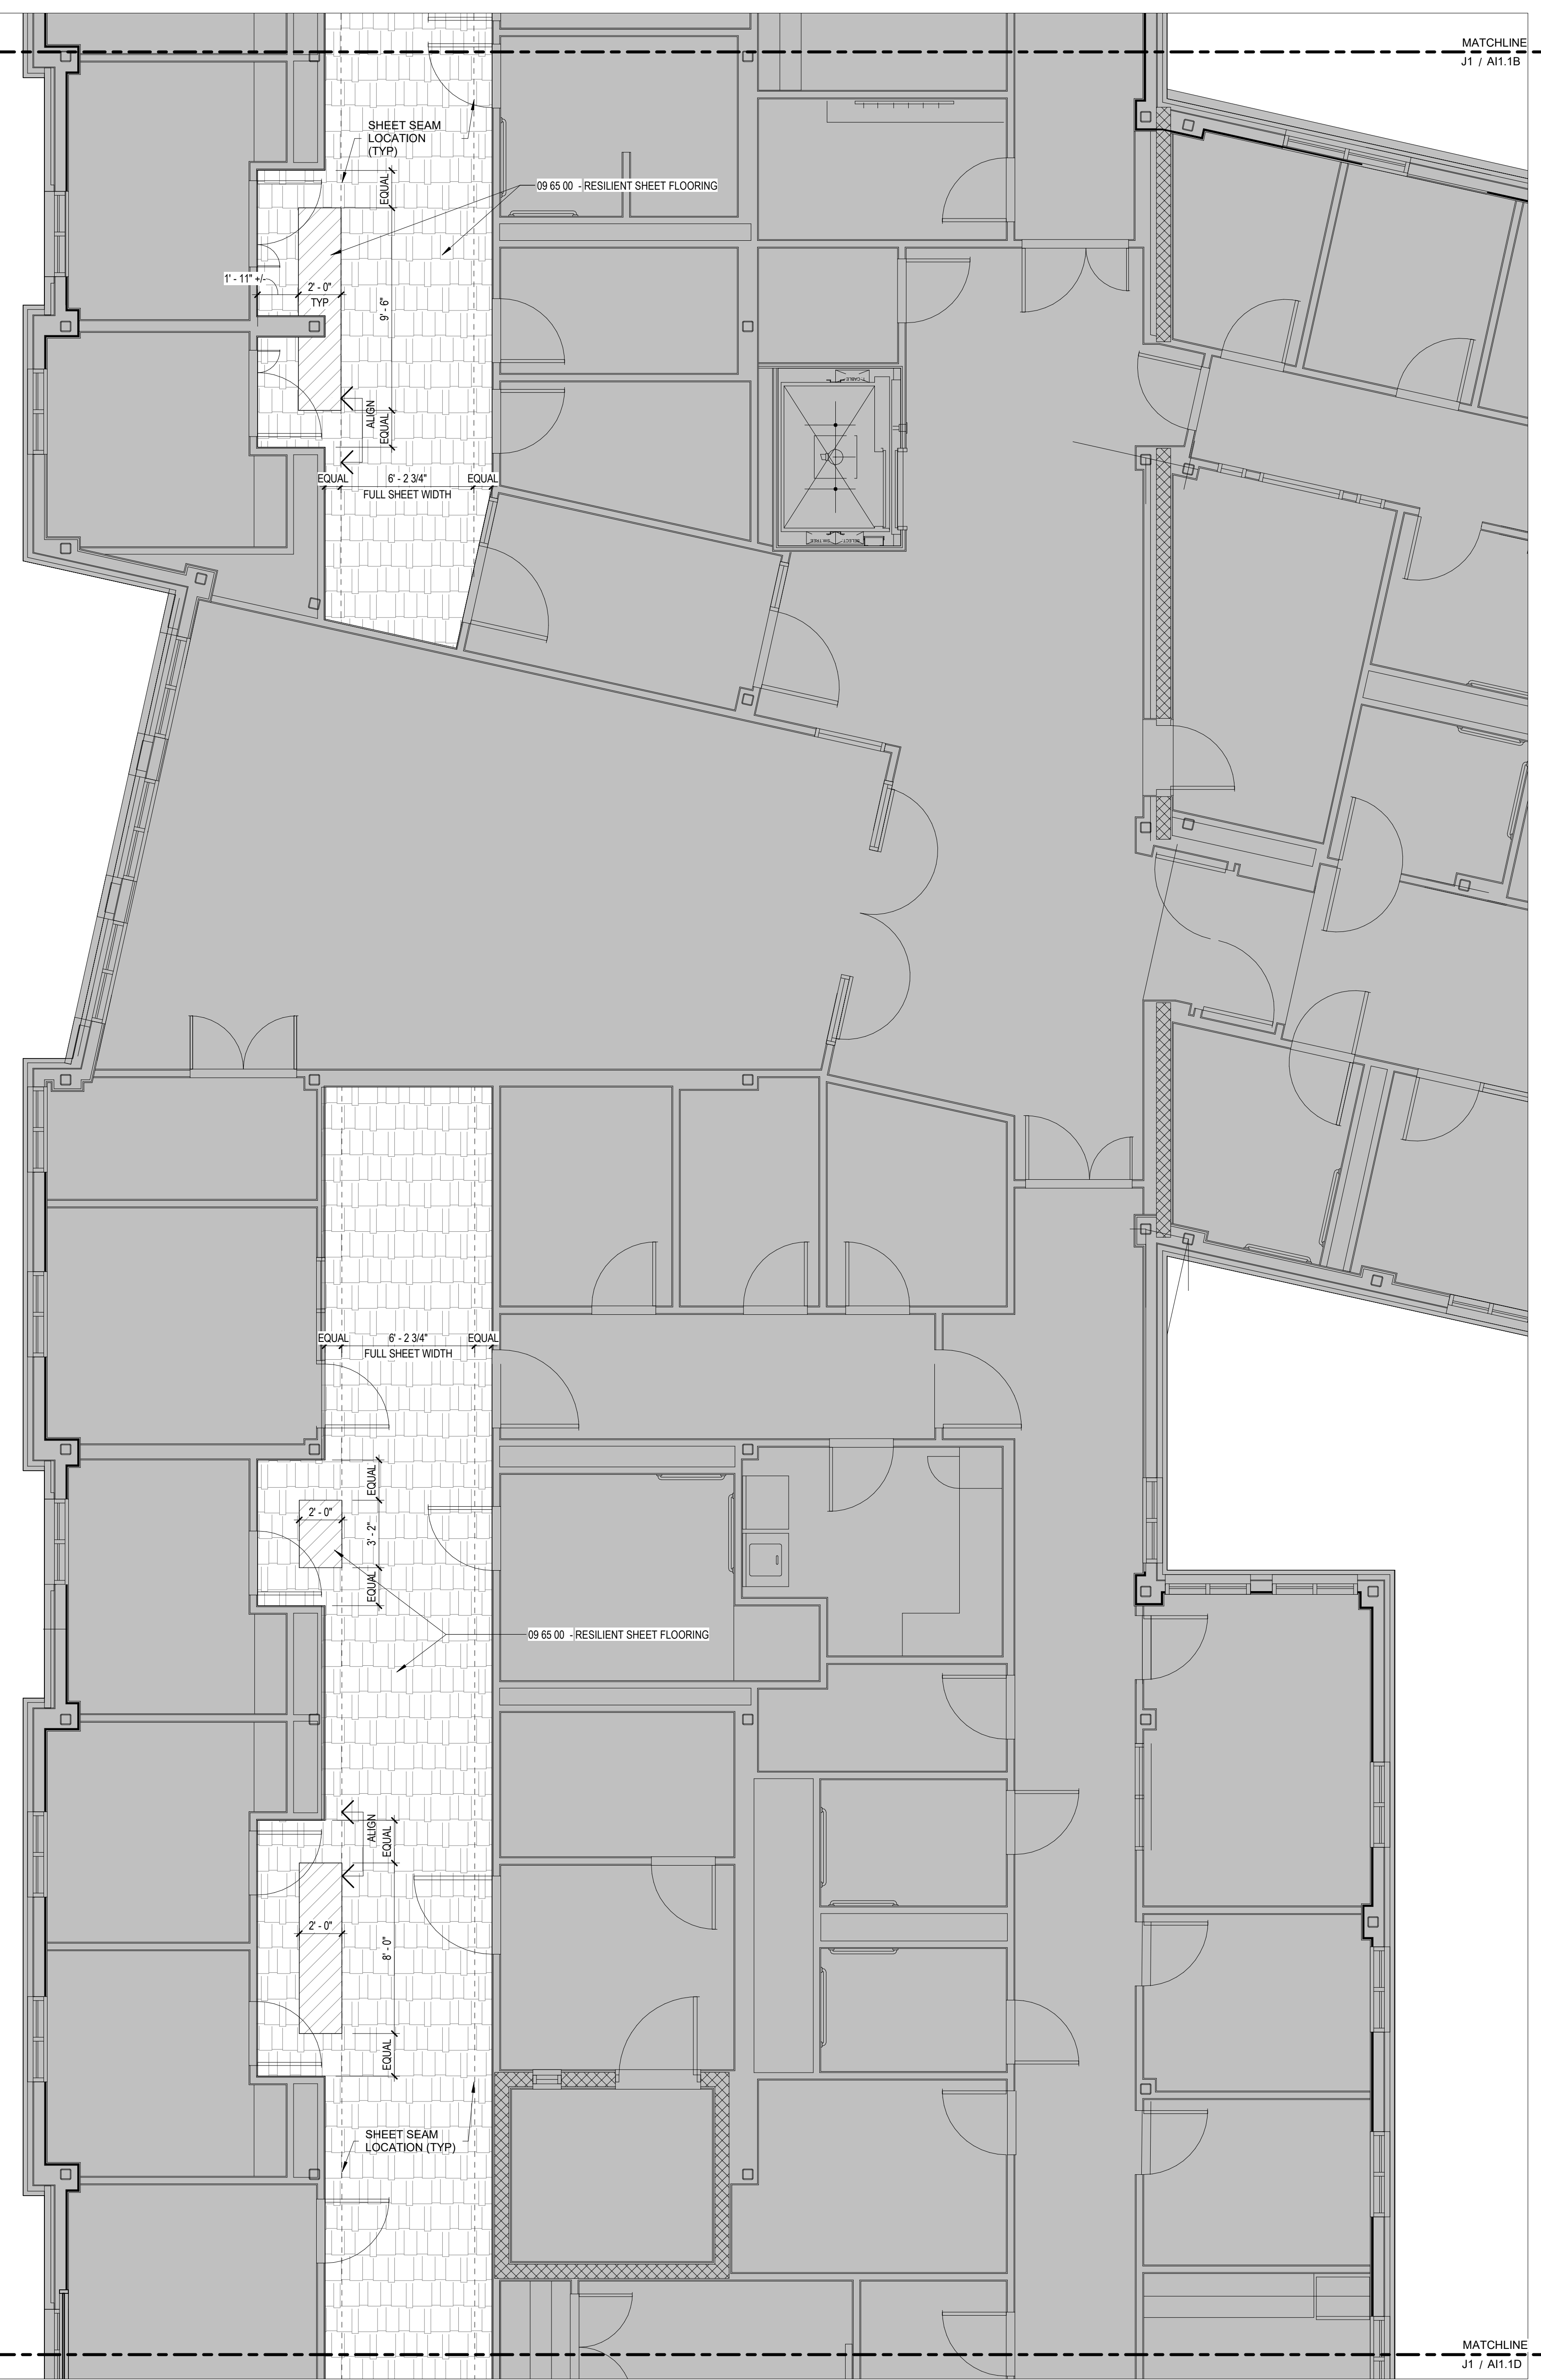 MATCHLINE
J1 / AI1.1B
SHEET SEAM
LOCATION
(TYP)
EQUAL
09 65 00 - RESILIENT SHEET FLOORING
1' - 11" +/-
2' - 0"
TYP
9' - 6"
ALIGN
EQUAL
EQUAL
6' - 2 3/4"
EQUAL
FULL SHEET WIDTH
EQUAL
6' - 2 3/4"
EQUAL
FULL SHEET WIDTH
EQUAL
2' - 0"
3' - 2"
EQUAL
09 65 00 - RESILIENT SHEET FLOORING
ALIGN
EQUAL
2' - 0"
8' - 0"
EQUAL
SHEET SEAM
LOCATION (TYP)
MATCHLINE
J1 / AI1.1D